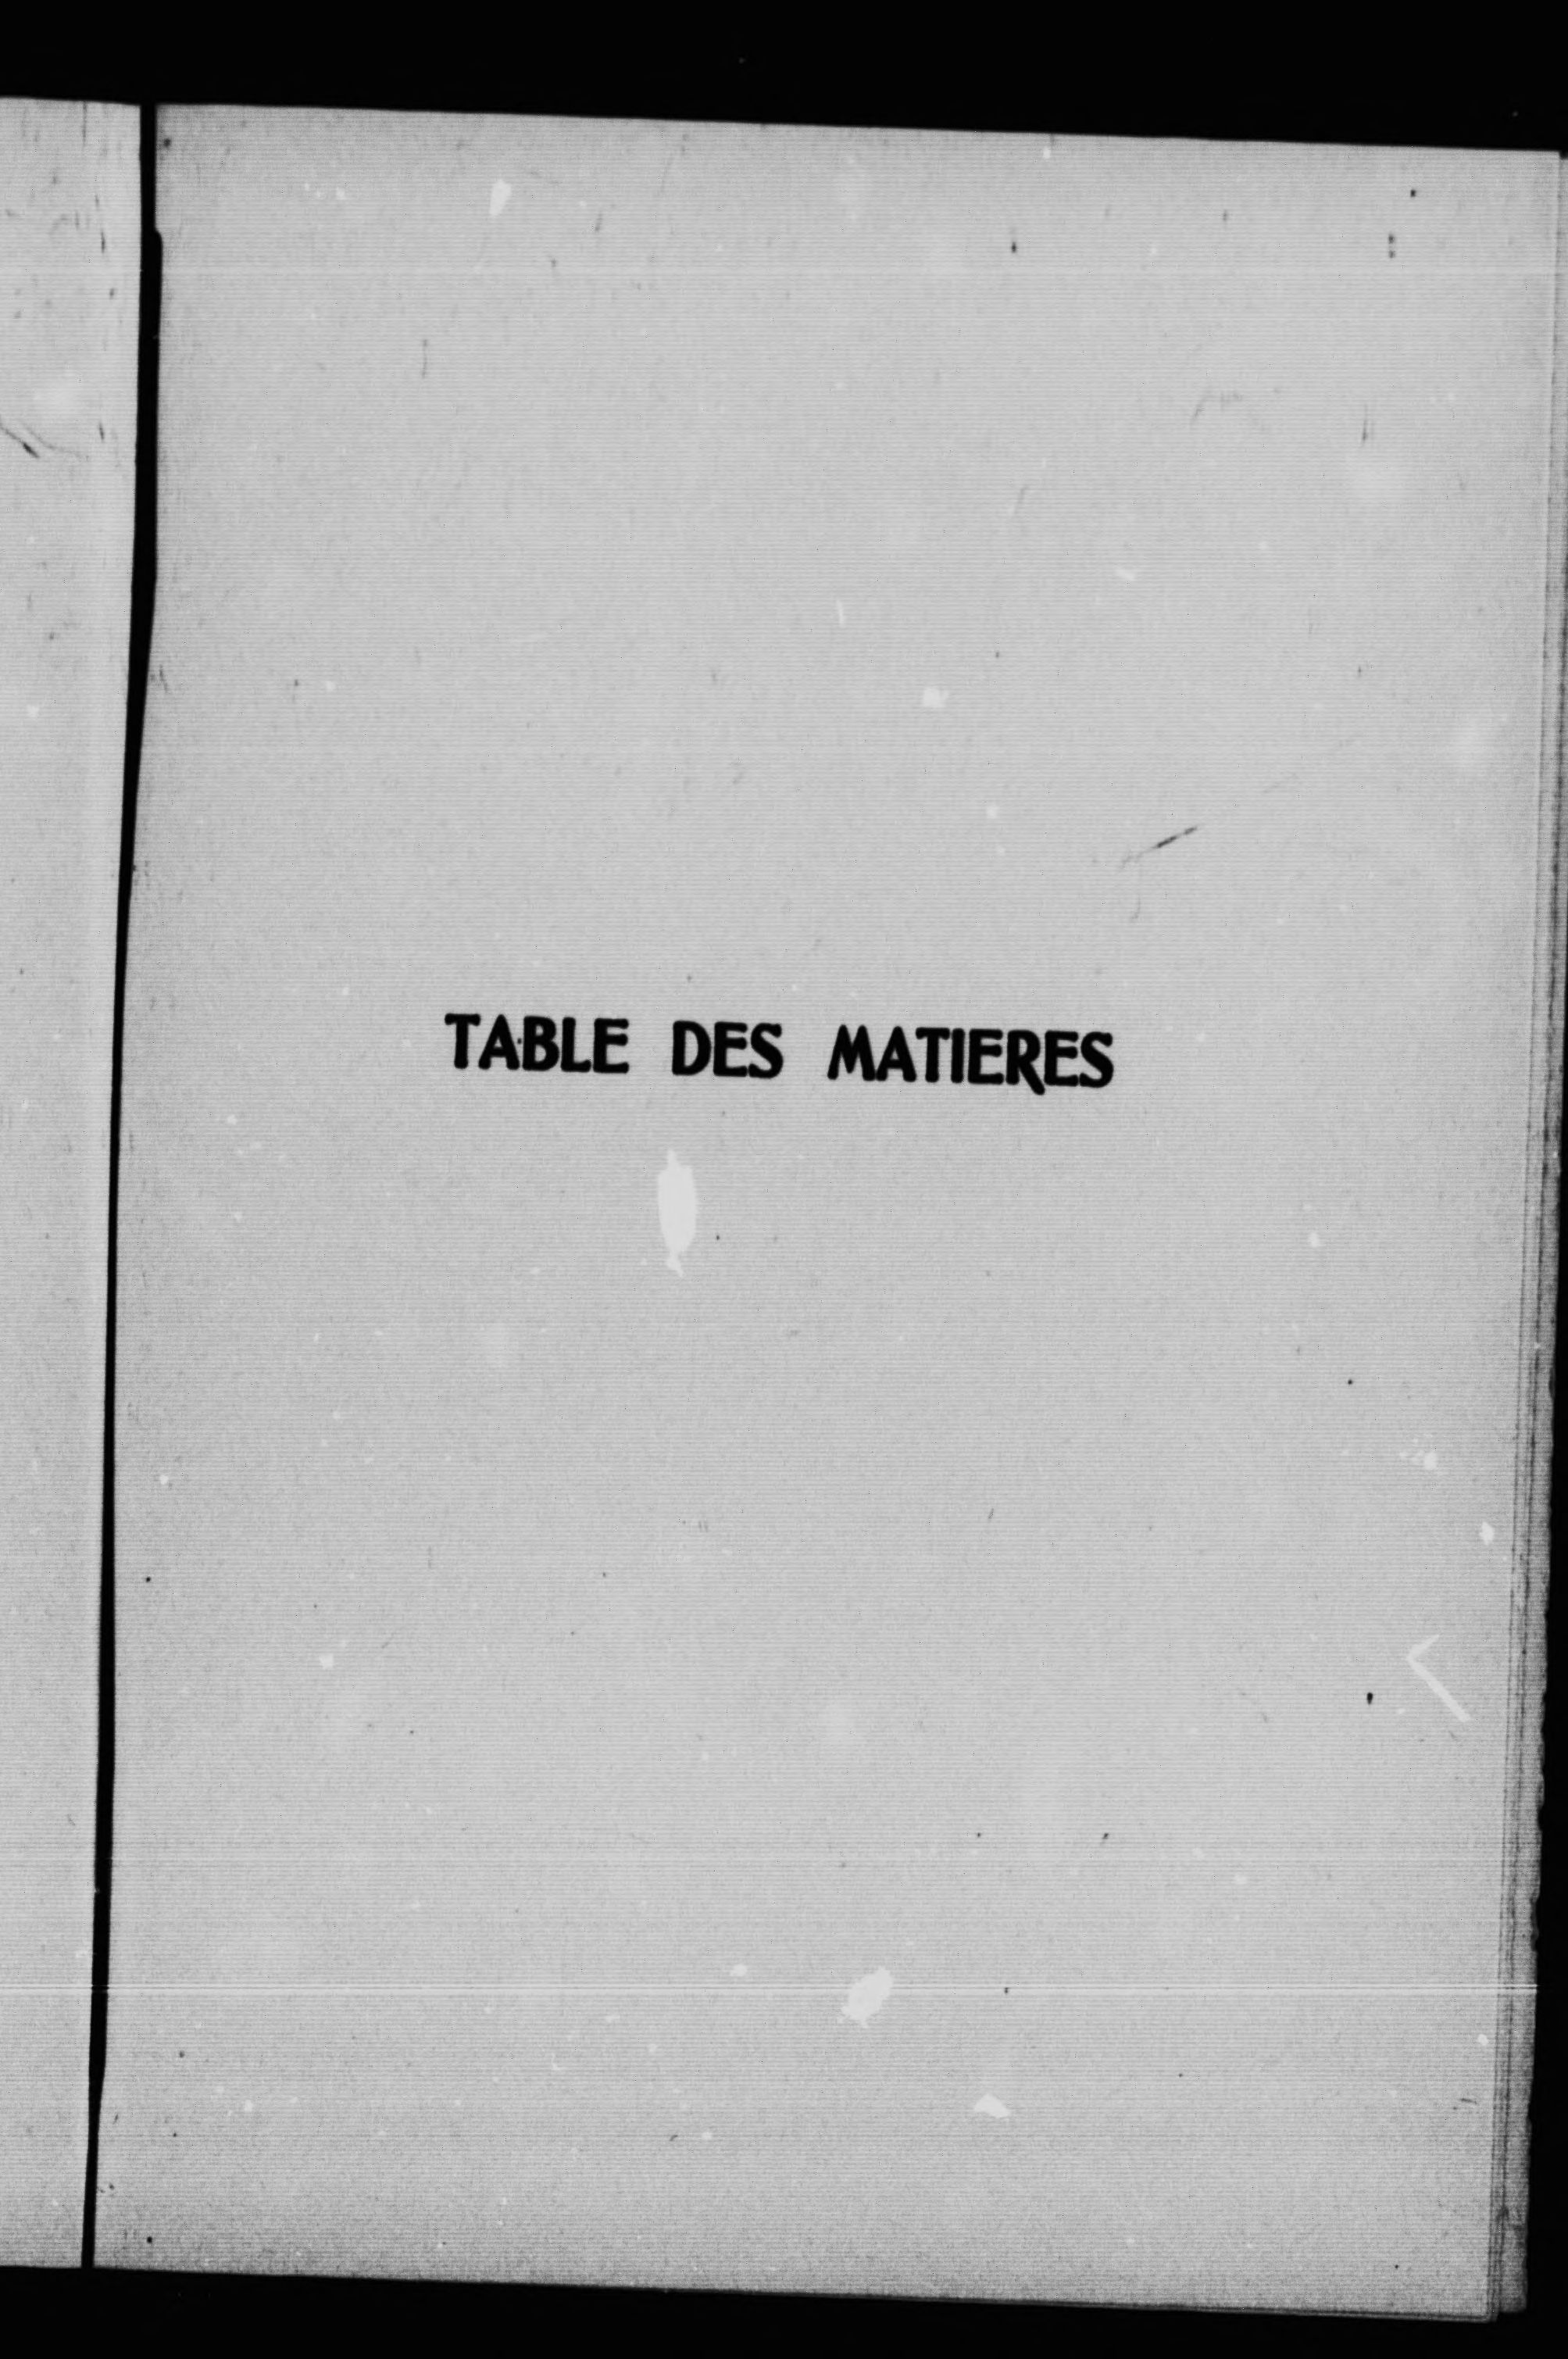 TABLE DES MATIERES